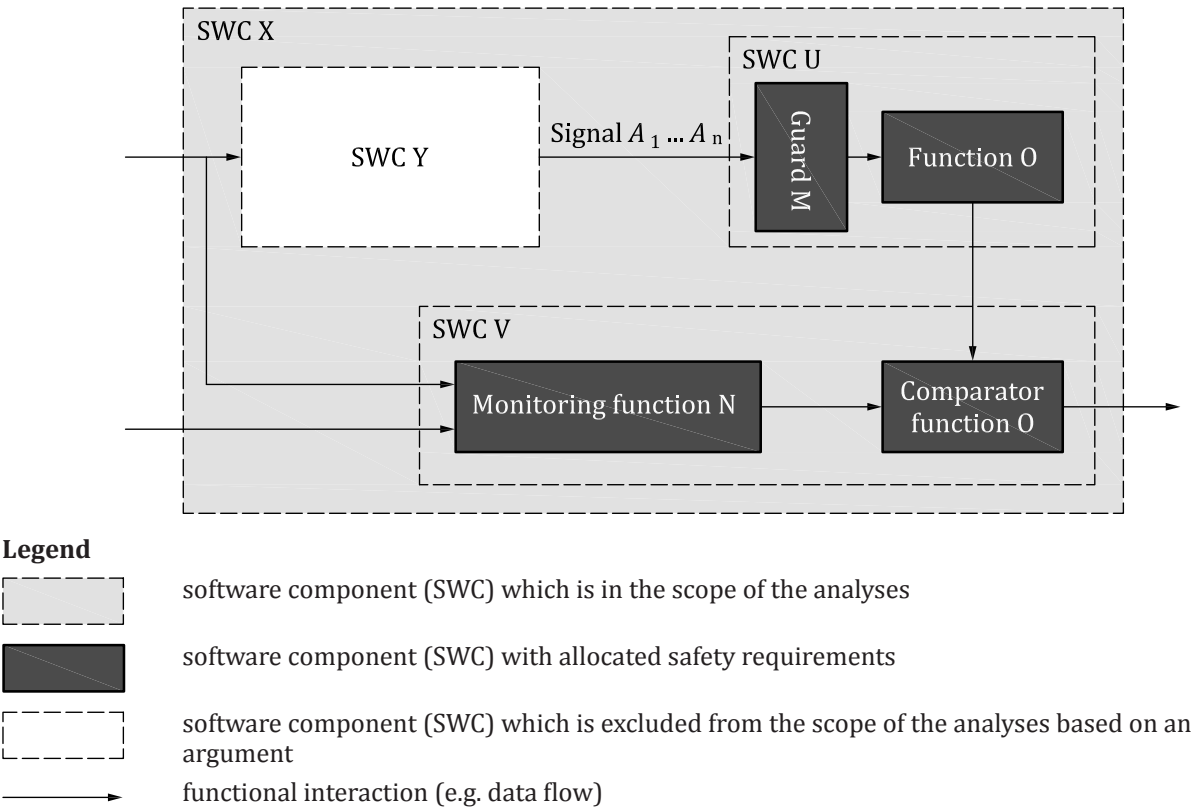 SWC X
SWC U
SWC Y
Signal A 1 ... A n
Guard M
Function O
SWC V
Monitoring function N
Comparator
function O
Legend
software component (SWC) which is in the scope of the analyses
software component (SWC) with allocated safety requirements
software component (SWC) which is excluded from the scope of the analyses based on an
argument
functional interaction (e.g. data flow)